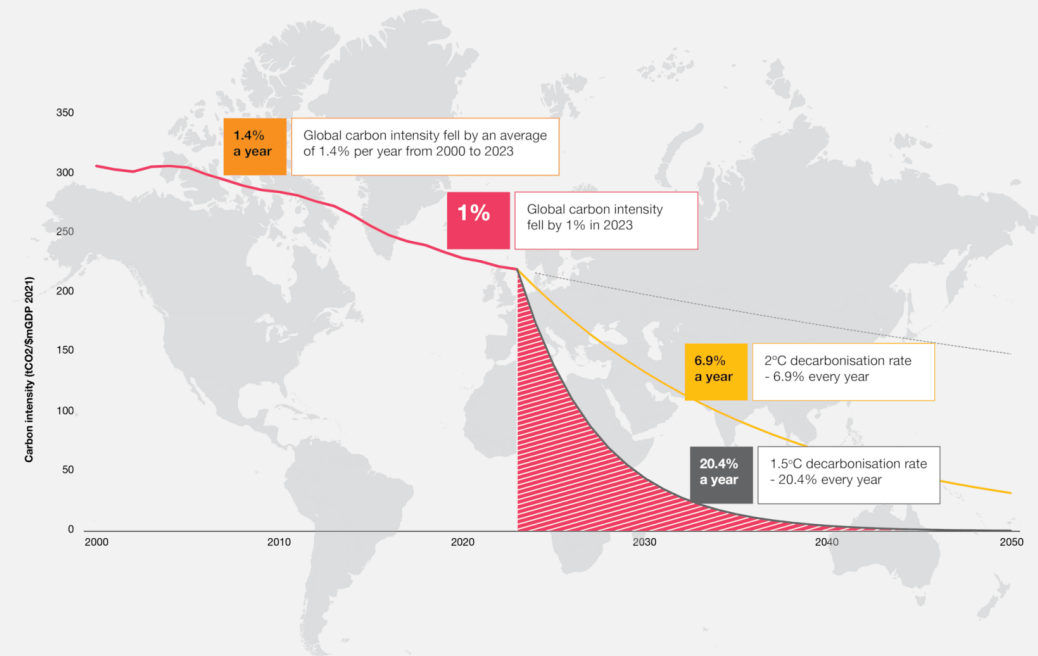 350
300
250
200
150
100
50
0
Carbon intensity (tCO2/$mGDP 2021)
1.4%
a year
Global carbon intensity fell by an average
of 1.4% per year from 2000 to 2023
1%
Global carbon intensity
fell by 1% in 2023
6.9%
a year
2°C decarbonisation rate
- 6.9% every year
20.4%
a year
1.5°C decarbonisation rate
- 20.4% every year
2000
2010
2020
2030
2040
2050